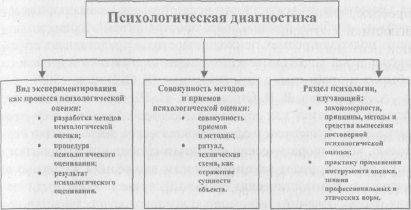 Психологическая диагностика
Вид экспериментирования
как процесса психологической
оценки:
• разработка методов
психологической
оценки;
• процедура
психологического
оценивания;
• результат
психологического
оценивания.
Совокупность методов
и приемов
психологической оценки:
• совокупность
приемов
и методик;
• ритуал,
техническая
схема, как
отражение
сущности
объекта.
Раздел психологии,
изучающий:
• закономерности,
принципы, методы и
средства вынесения
достоверной
психологической
оценки;
• практику применения
инструмента оценки,
знания
профессиональных и
этических норм.